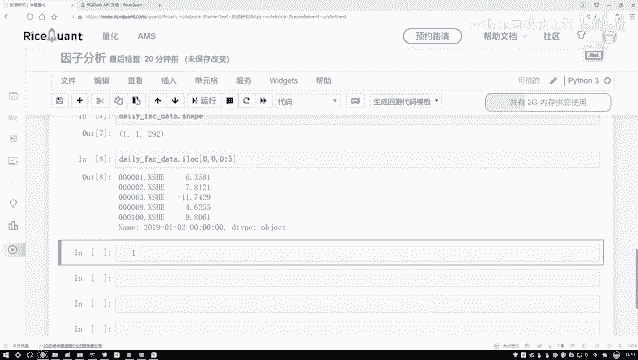 RiceQuant 量化 AMS 预约路演 帮助文档 社区
因子分析 最后检查: 20 分钟前 (未保存改变)
文件 编辑 查看 插入 单元格 服务 Widgets 帮助 可信的 Python 3
运行 代码 生成回测代码模板 共有 2G 内存供您使用
daily_fac_data.shape
Out[7]: (1, 1, 292)
In [8] daily_fac_data.iloc[0,0,0:5]
Out[8]: 000001.XSHE 6.3581
000002.XSHE 7.8121
000063.XSHE -11.7429
000069.XSHE 4.6255
000100.XSHE 9.8061
Name: 2019-01-02 00:00:00, dtype: object
In [ ]
In [ ]
In [ ]
In [ ]